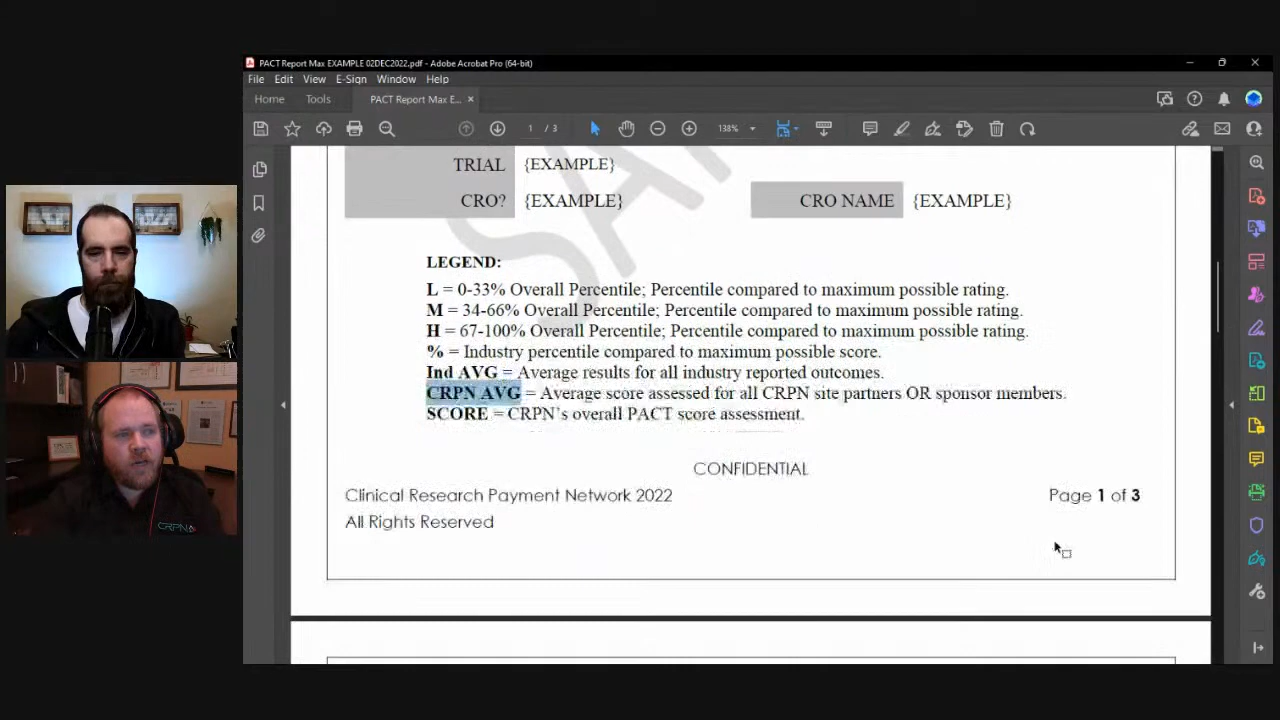 PACT Report Max EXAMPLE 02DEC2022.pdf - Adobe Acrobat Pro (64-bit)
File Edit View E-Sign Window Help
Home Tools PACT Report Max E... ×
1 / 3 138%
SAM
TRIAL {EXAMPLE}
CRO? {EXAMPLE} CRO NAME {EXAMPLE}
LEGEND:
L = 0-33% Overall Percentile; Percentile compared to maximum possible rating.
M = 34-66% Overall Percentile; Percentile compared to maximum possible rating.
H = 67-100% Overall Percentile; Percentile compared to maximum possible rating.
% = Industry percentile compared to maximum possible score.
Ind AVG = Average results for all industry reported outcomes.
CRPN AVG = Average score assessed for all CRPN site partners OR sponsor members.
SCORE = CRPN's overall PACT score assessment.
CONFIDENTIAL
Clinical Research Payment Network 2022 Page 1 of 3
All Rights Reserved
CRPN